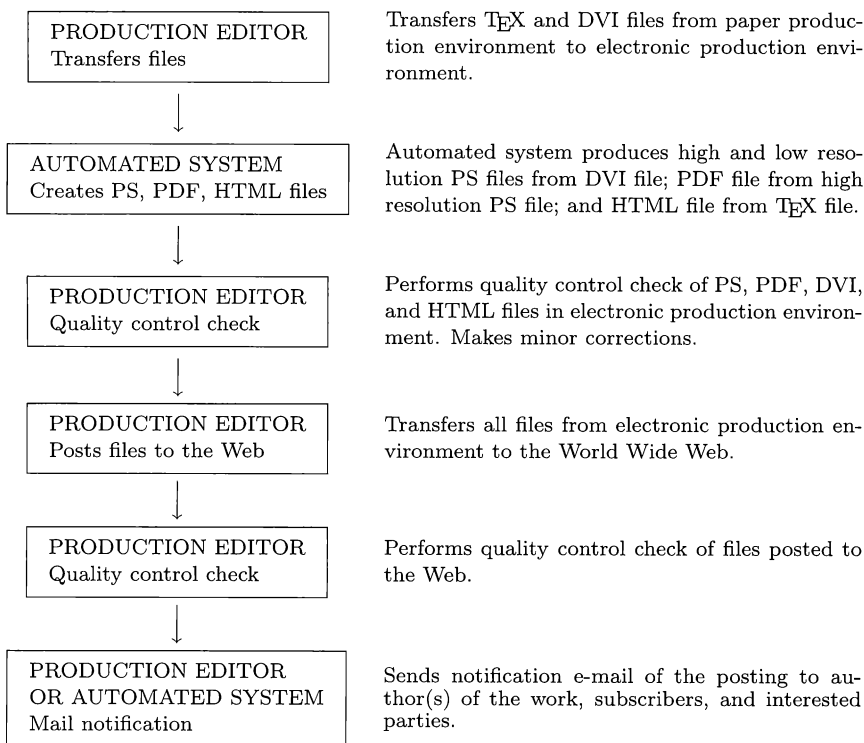 PRODUCTION EDITOR
Transfers files
Transfers TEX and DVI files from paper produc-
tion environment to electronic production envi-
ronment.
AUTOMATED SYSTEM
Creates PS, PDF, HTML files
Automated system produces high and low reso-
lution PS files from DVI file; PDF file from high
resolution PS file; and HTML file from TEX file.
PRODUCTION EDITOR
Quality control check
Performs quality control check of PS, PDF, DVI,
and HTML files in electronic production environ-
ment. Makes minor corrections.
PRODUCTION EDITOR
Posts files to the Web
Transfers all files from electronic production en-
vironment to the World Wide Web.
PRODUCTION EDITOR
Quality control check
Performs quality control check of files posted to
the Web.
PRODUCTION EDITOR
OR AUTOMATED SYSTEM
Mail notification
Sends notification e-mail of the posting to au-
thor(s) of the work, subscribers, and interested
parties.